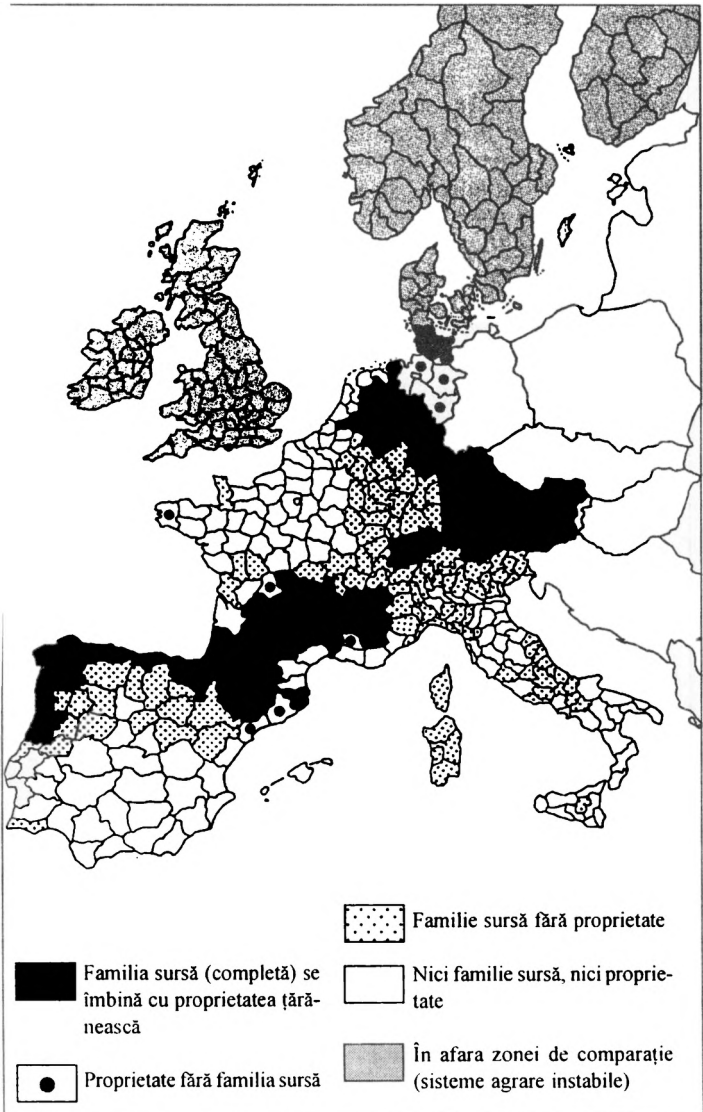 Familia sursă (completă) se
îmbină cu proprietatea țără-
nească
Proprietate fără familia sursă
Familie sursă fără proprietate
Nici familie sursă, nici proprie-
tate
În afara zonei de comparație
(sisteme agrare instabile)